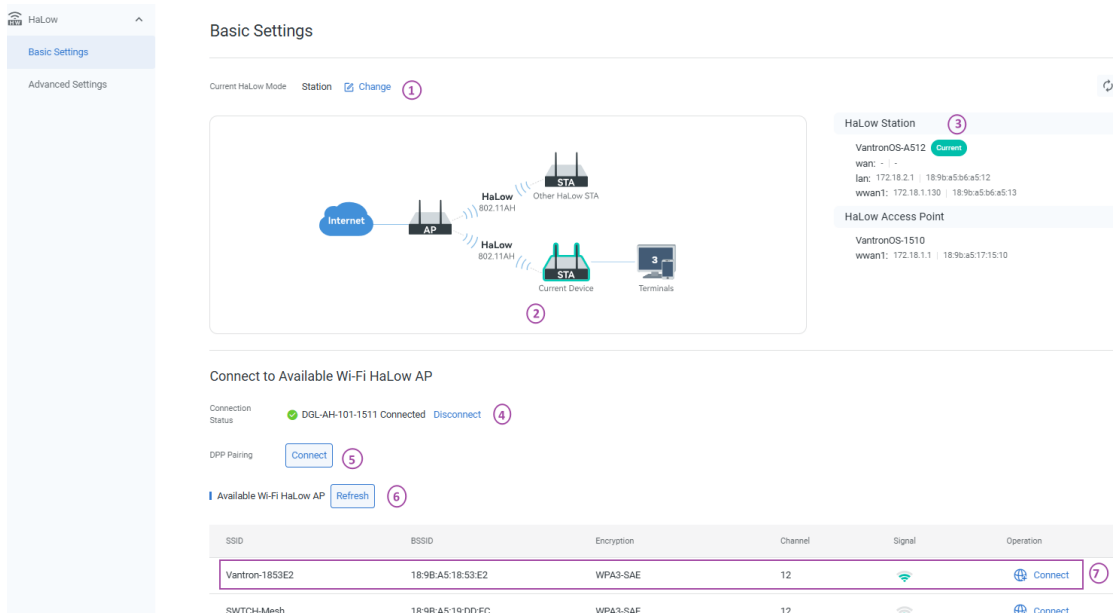 HaLow
Basic Settings
Advanced Settings
Basic Settings
Current HaLow Mode Station Change 1
Internet
AP
HaLow
802.11AH
STA
Other HaLow STA
HaLow
802.11AH
STA
Current Device
3
Terminals
2
HaLow Station 3
VantronOS-A512 Current
wan: - | -
lan: 172.18.2.1 | 18:9b:a5:b6:a5:12
wwan1: 172.18.1.130 | 18:9b:a5:b6:a5:13
HaLow Access Point
VantronOS-1510
wwan1: 172.18.1.1 | 18:9b:a5:17:15:10
Connect to Available Wi-Fi HaLow AP
Connection
Status
DGL-AH-101-1511 Connected Disconnect 4
DPP Pairing Connect 5
Available Wi-Fi HaLow AP Refresh 6
SSID BSSID Encryption Channel Signal Operation
Vantron-1853E2 18:9B:A5:18:53:E2 WPA3-SAE 12 Connect 7
SWTCH-Mesh 18:9B:A5:19:DD:FC WPA3-SAE 12 Connect